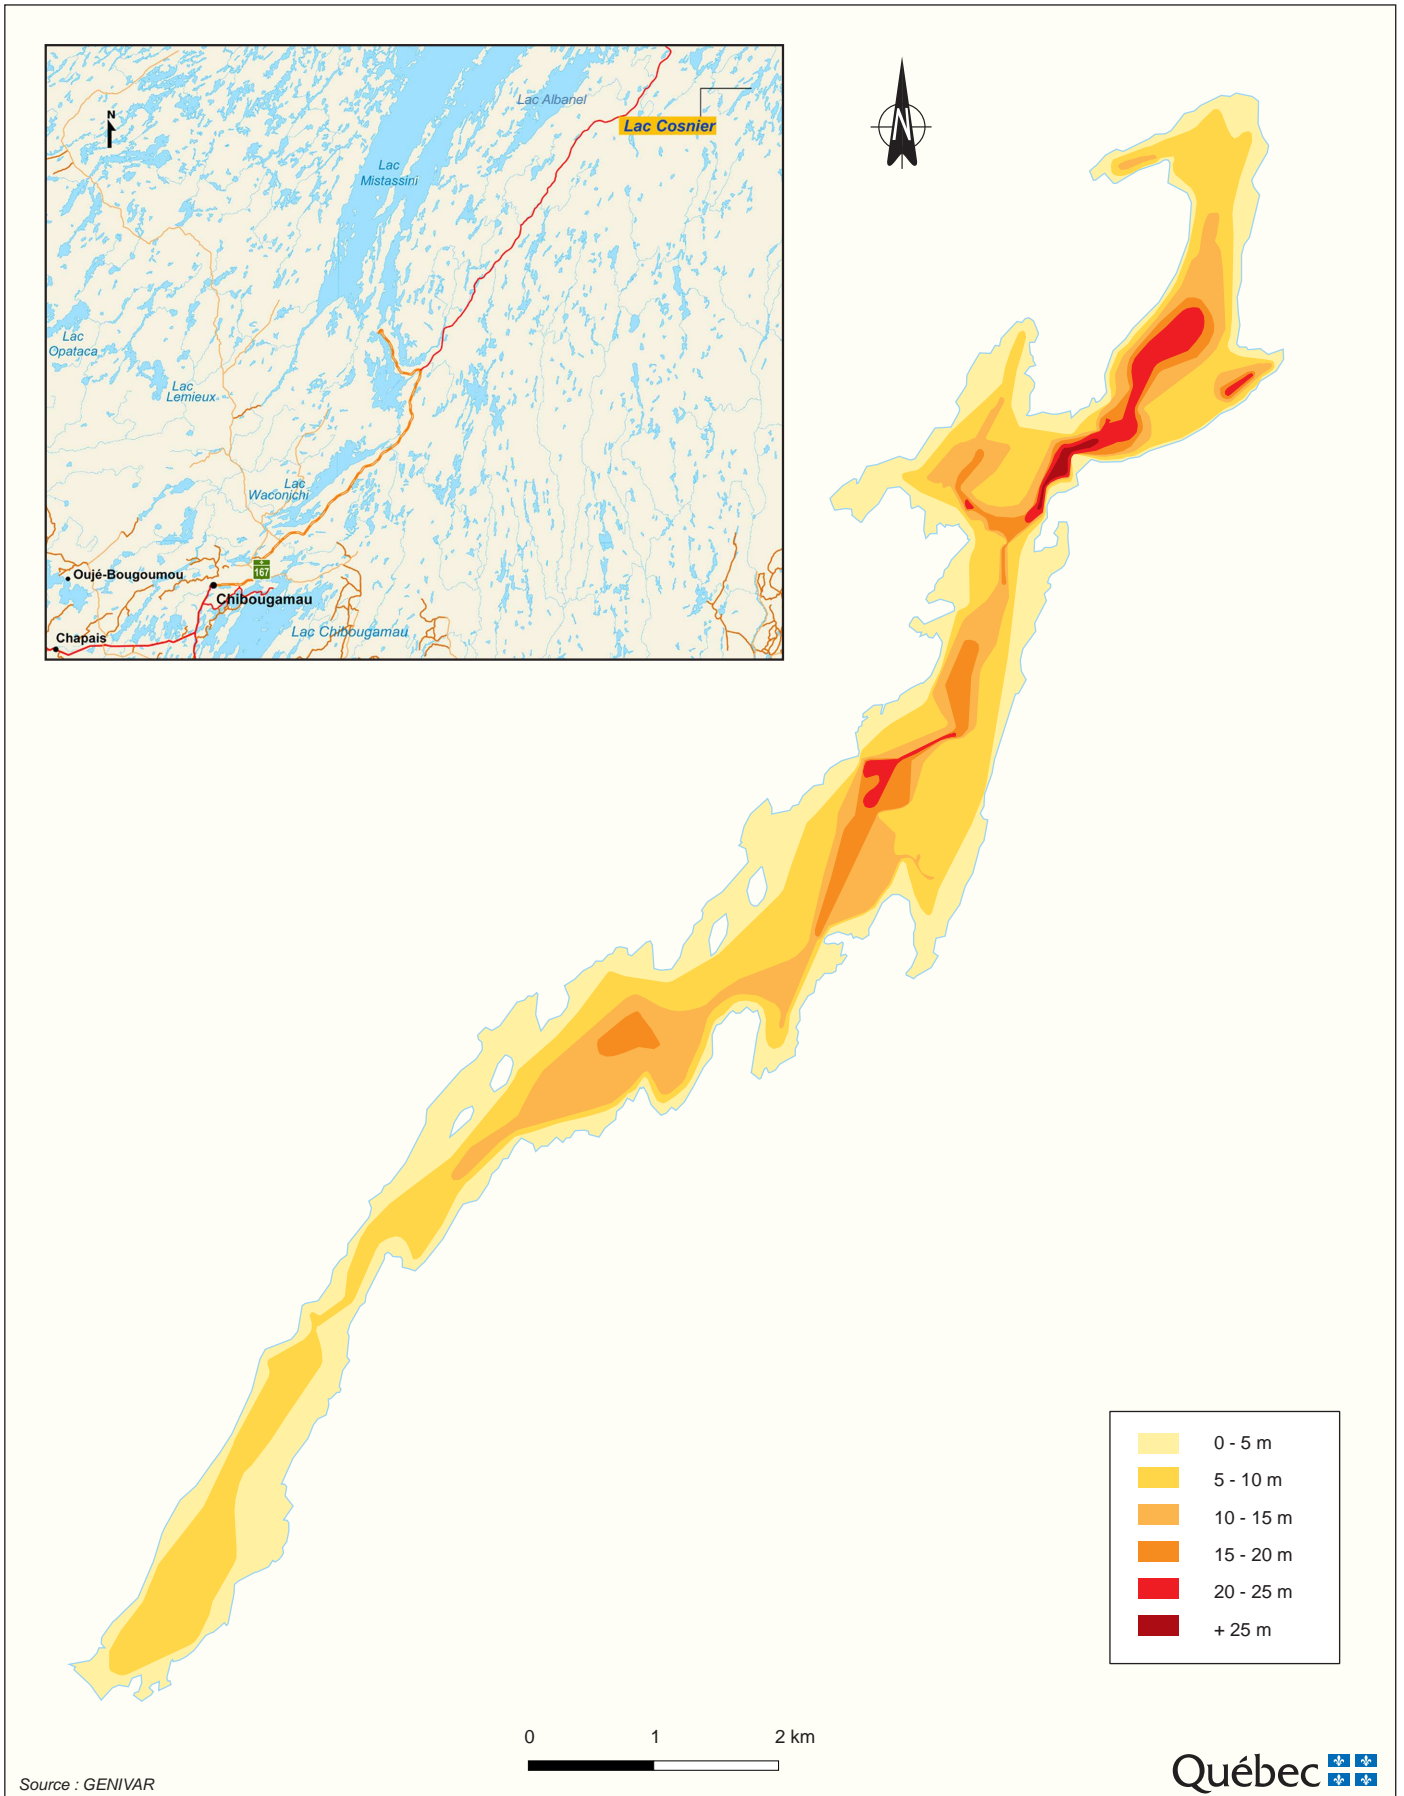 Lac Albanel
Lac Cosnier
N
Lac
Mistassini
N
Lac
Opataca
Lac
Lemieux
Lac
Waconichi
167
Oujé-Bougoumou
Chibougamau
Lac Chibougamau
Chapais
0 - 5 m
5 - 10 m
10 - 15 m
15 - 20 m
20 - 25 m
+ 25 m
0 1 2 km
Source : GENIVAR
Québec